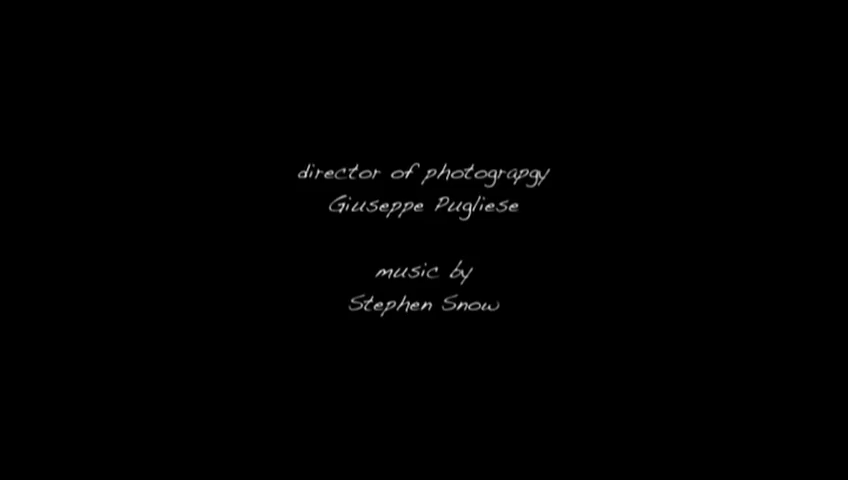 director of photograpgy
Giuseppe Pugliese
music by
Stephen Snow